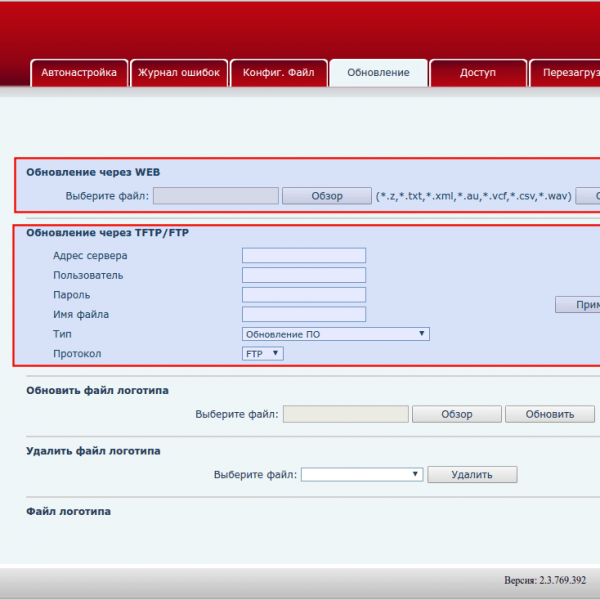 Автонастройка Журнал ошибок Конфиг. Файл Обновление Доступ
Обновление через WEB
Выберите файл: Обзор (*.z,*.txt,*.xml,*.au,*.vcf,*.csv,*.wav)
Обновление через TFTP/FTP
Адрес сервера
Пользователь
Пароль
Имя файла
Тип Обновление ПО
Протокол FTP
Обновить файл логотипа
Выберите файл: Обзор Обновить
Удалить файл логотипа
Выберите файл: Удалить
Файл логотипа
Версия: 2.3.769.392